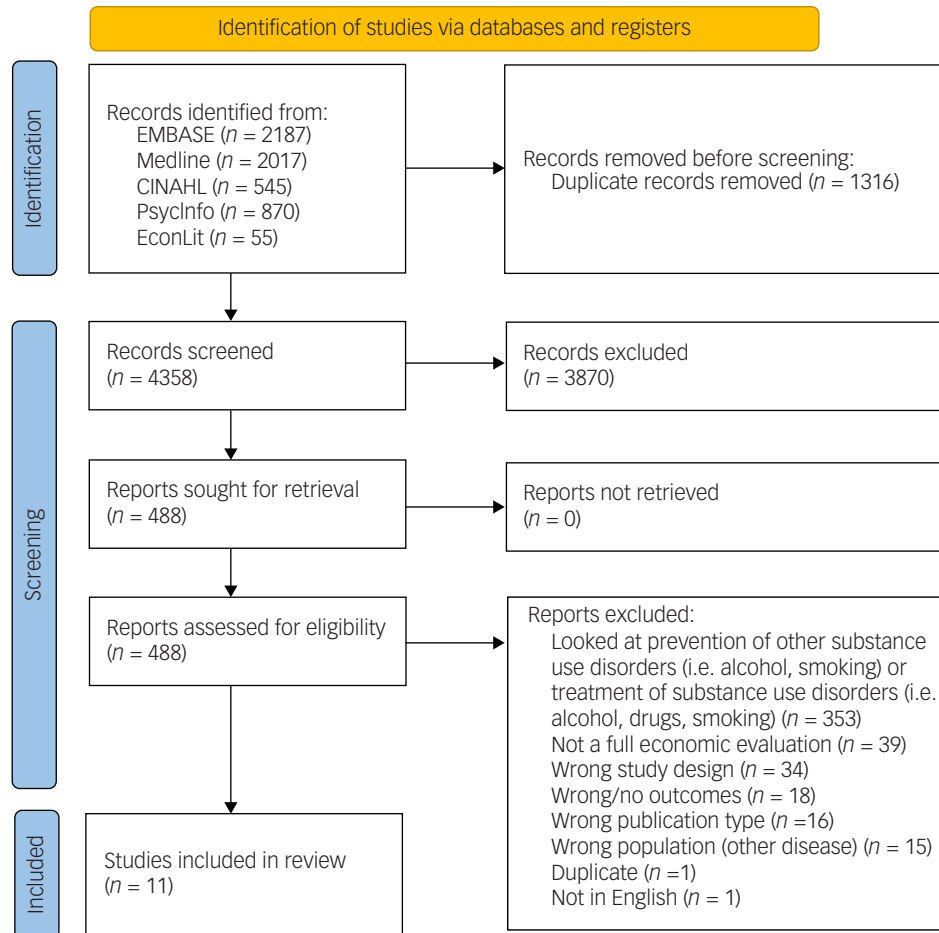 Identification of studies via databases and registers
Identification
Records identified from:
EMBASE (n = 2187)
Medline (n = 2017)
CINAHL (n = 545)
PsycInfo (n = 870)
EconLit (n = 55)
Records removed before screening:
Duplicate records removed (n = 1316)
Screening
Records screened
(n = 4358)
Records excluded
(n = 3870)
Reports sought for retrieval
(n = 488)
Reports not retrieved
(n = 0)
Reports assessed for eligibility
(n = 488)
Reports excluded:
Looked at prevention of other substance
use disorders (i.e. alcohol, smoking) or
treatment of substance use disorders (i.e.
alcohol, drugs, smoking) (n = 353)
Not a full economic evaluation (n = 39)
Wrong study design (n = 34)
Wrong/no outcomes (n = 18)
Wrong publication type (n =16)
Wrong population (other disease) (n = 15)
Duplicate (n =1)
Not in English (n = 1)
Included
Studies included in review
(n = 11)